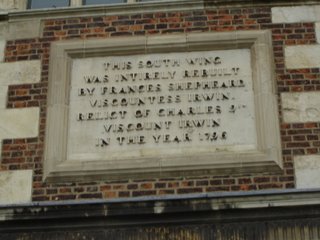 THIS SOUTH WING
WAS INTIRELY REBUILT
BY FRANCES SHEPHEARD
VISCOUNTESS IRWIN.
RELICT OF CHARLES 9TH
VISCOUNT IRWIN
IN THE YEAR 1796